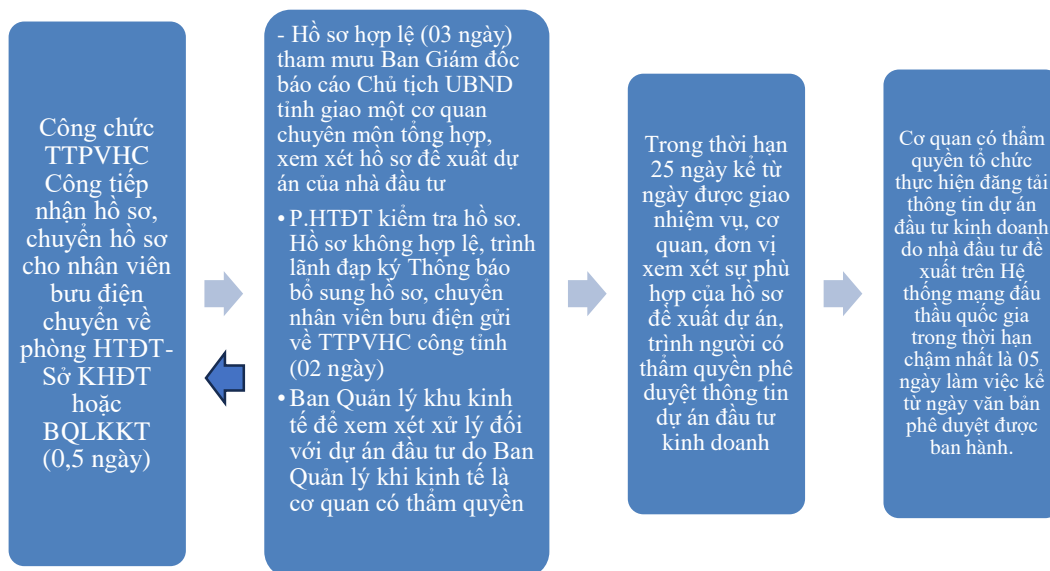 Công chức
TTPVHC
Công tiếp
nhận hồ sơ,
chuyển hồ sơ
cho nhân viên
bưu điện
chuyển về
phòng HTĐT-
Sở KHĐT
hoặc
BQLKKT
(0,5 ngày)
- Hồ sơ hợp lệ (03 ngày)
tham mưu Ban Giám đốc
báo cáo Chủ tịch UBND
tỉnh giao một cơ quan
chuyên môn tổng hợp,
xem xét hồ sơ đề xuất dự
án của nhà đầu tư
• P.HTĐT kiểm tra hồ sơ.
Hồ sơ không hợp lệ, trình
lãnh đạp ký Thông báo
bổ sung hồ sơ, chuyển
nhân viên bưu điện gửi
về TTPVHC công tỉnh
(02 ngày)
• Ban Quản lý khu kinh
tế để xem xét xử lý đối
với dự án đầu tư do Ban
Quản lý khi kinh tế là
cơ quan có thẩm quyền
Trong thời hạn
25 ngày kể từ
ngày được giao
nhiệm vụ, cơ
quan, đơn vị
xem xét sự phù
hợp của hồ sơ
đề xuất dự án,
trình người có
thẩm quyền phê
duyệt thông tin
dự án đầu tư
kinh doanh
Cơ quan có thẩm
quyền tổ chức
thực hiện đăng tải
thông tin dự án
đầu tư kinh doanh
do nhà đầu tư đề
xuất trên Hệ
thống mạng đấu
thầu quốc gia
trong thời hạn
chậm nhất là 05
ngày làm việc kể
từ ngày văn bản
phê duyệt được
ban hành.